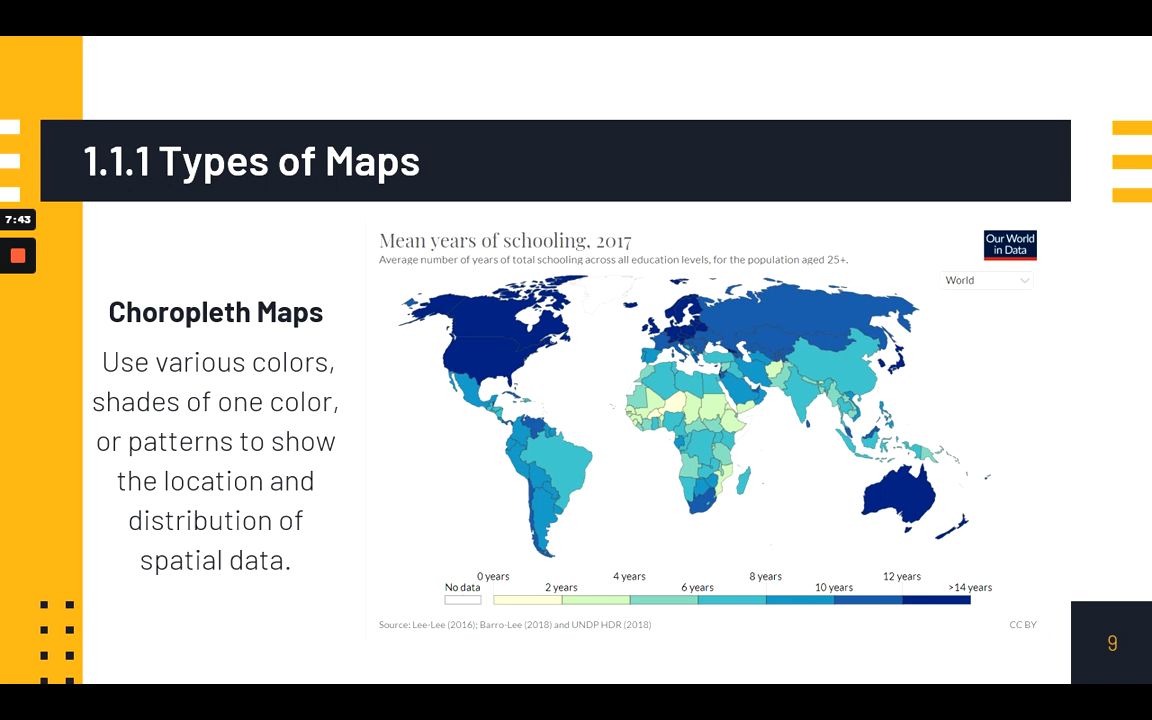 1.1.1 Types of Maps
7:43
Choropleth Maps
Use various colors,
shades of one color,
or patterns to show
the location and
distribution of
spatial data.
Mean years of schooling, 2017
Average number of years of total schooling across all education levels, for the population aged 25+.
Our World
in Data
World
No data
0 years
2 years
4 years
6 years
8 years
10 years
12 years
>14 years
Source: Lee-Lee (2016); Barro-Lee (2018) and UNDP HDR (2018)
CC BY
9